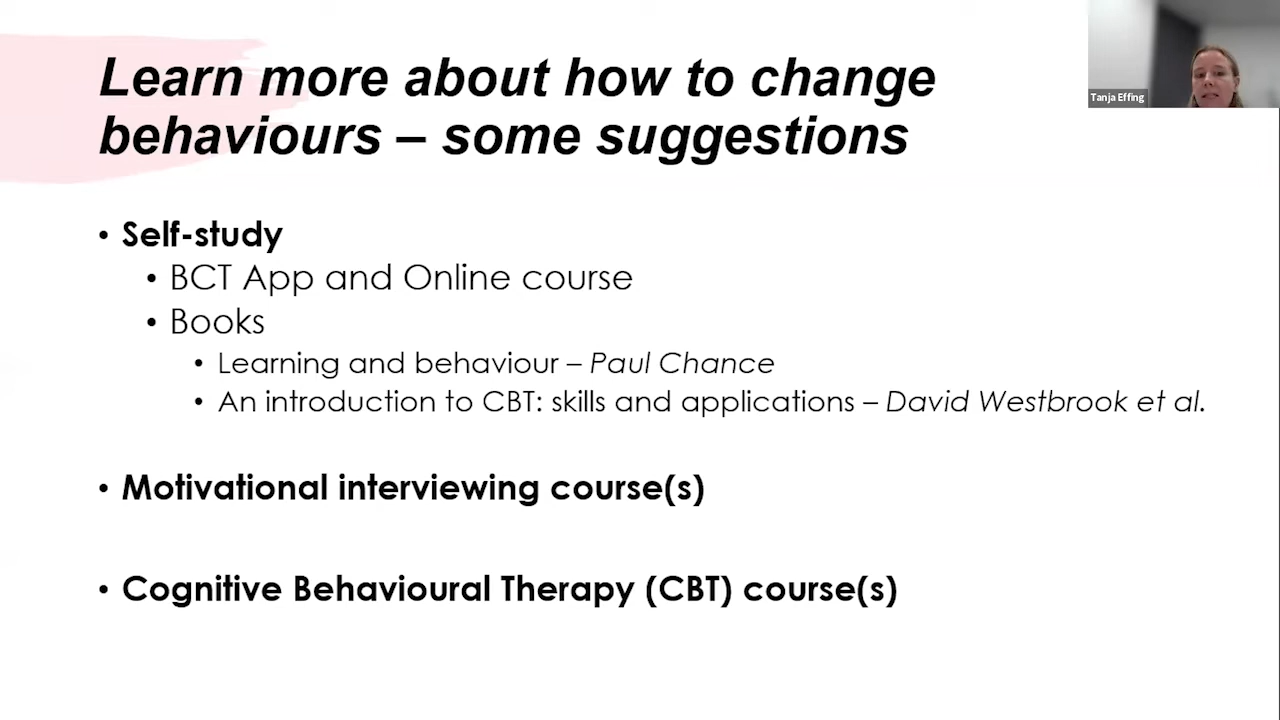 Learn more about how to change
behaviours – some suggestions
Tanja Effing
• Self-study
• BCT App and Online course
• Books
• Learning and behaviour – Paul Chance
• An introduction to CBT: skills and applications – David Westbrook et al.
• Motivational interviewing course(s)
• Cognitive Behavioural Therapy (CBT) course(s)